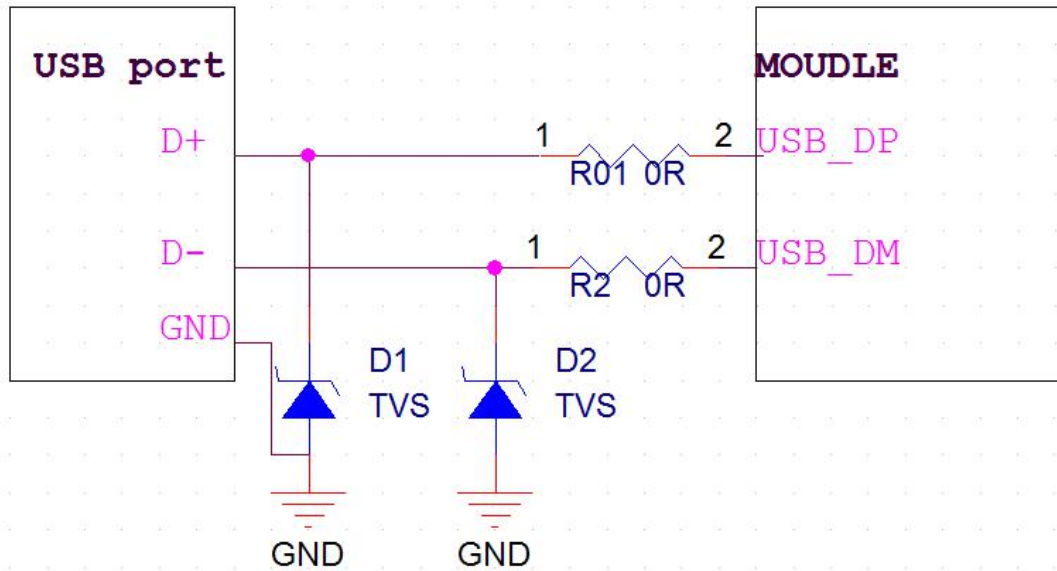 USB port
MOUDLE
D+
1
2
USB_DP
R01 0R
D-
1
2
USB_DM
R2 0R
GND
D1
TVS
D2
TVS
GND
GND